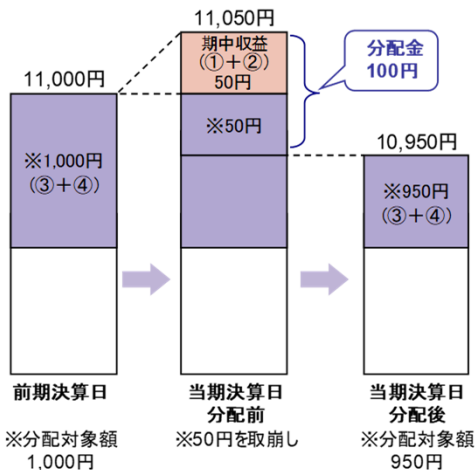 11,050円
期中収益
(①+②)
50円
分配金
100円
11,000円
※50円
10,950円
※1,000円
(③+④)
※950円
(③+④)
前期決算日
当期決算日
分配前
当期決算日
分配後
※分配対象額
1,000円
※50円を取崩し
※分配対象額
950円